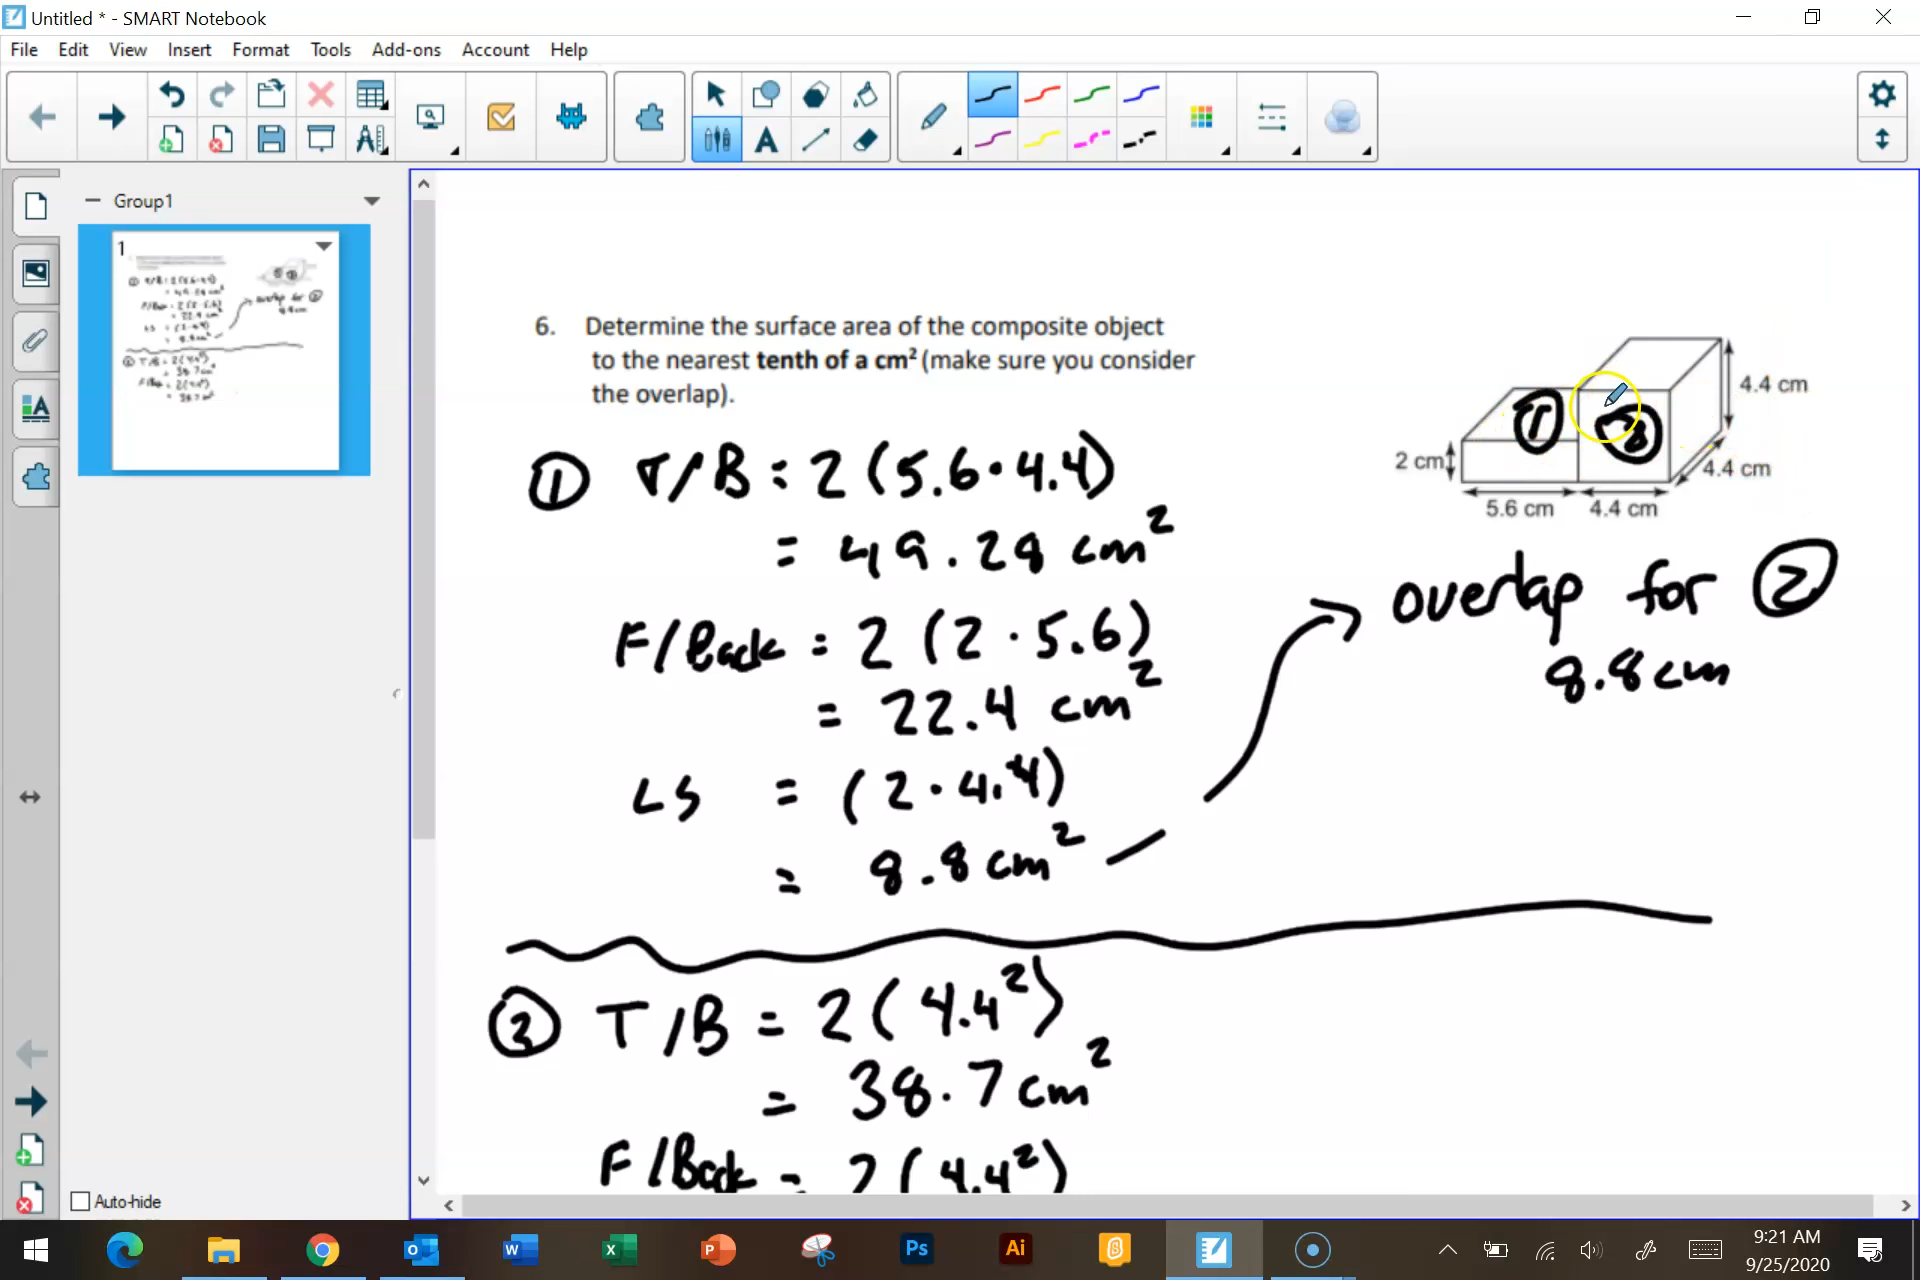 Untitled * - SMART Notebook
File Edit View Insert Format Tools Add-ons Account Help
Group1
1
6. Determine the surface area of the composite object
to the nearest tenth of a cm² (make sure you consider
the overlap).
4.4 cm
2 cm
4.4 cm
5.6 cm 4.4 cm
①
① T/B = 2 (5.6 · 4.4)
= 49.28 cm²
F/Back = 2 (2 · 5.6)
= 22.4 cm²
LS = (2 · 4.4)
= 8.8 cm²
overlap for ②
8.8 cm
② T/B = 2 (4.4²)
= 38.7 cm²
F/Back = 2 (4.4²)
Auto-hide
Ps
Ai
9:21 AM
9/25/2020